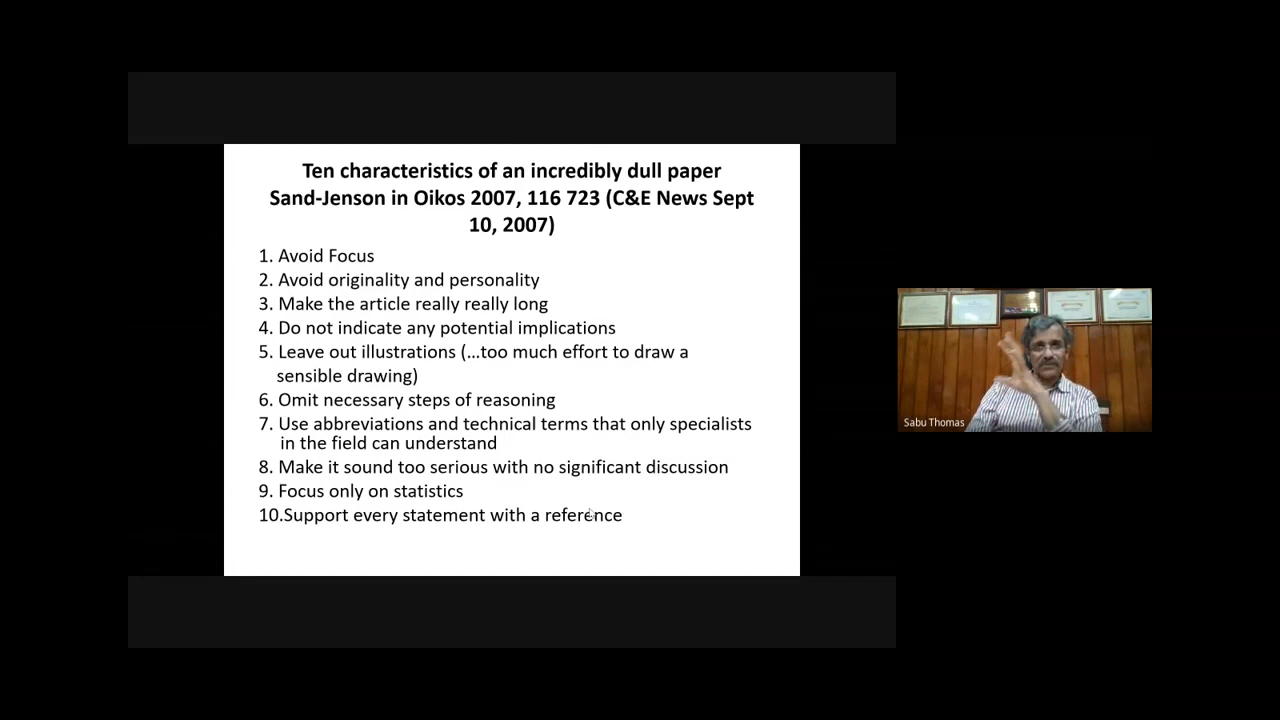 Ten characteristics of an incredibly dull paper
Sand-Jenson in Oikos 2007, 116 723 (C&E News Sept
10, 2007)
1. Avoid Focus
2. Avoid originality and personality
3. Make the article really really long
4. Do not indicate any potential implications
5. Leave out illustrations (...too much effort to draw a
sensible drawing)
6. Omit necessary steps of reasoning
7. Use abbreviations and technical terms that only specialists
in the field can understand
8. Make it sound too serious with no significant discussion
9. Focus only on statistics
10.Support every statement with a reference
Sabu Thomas